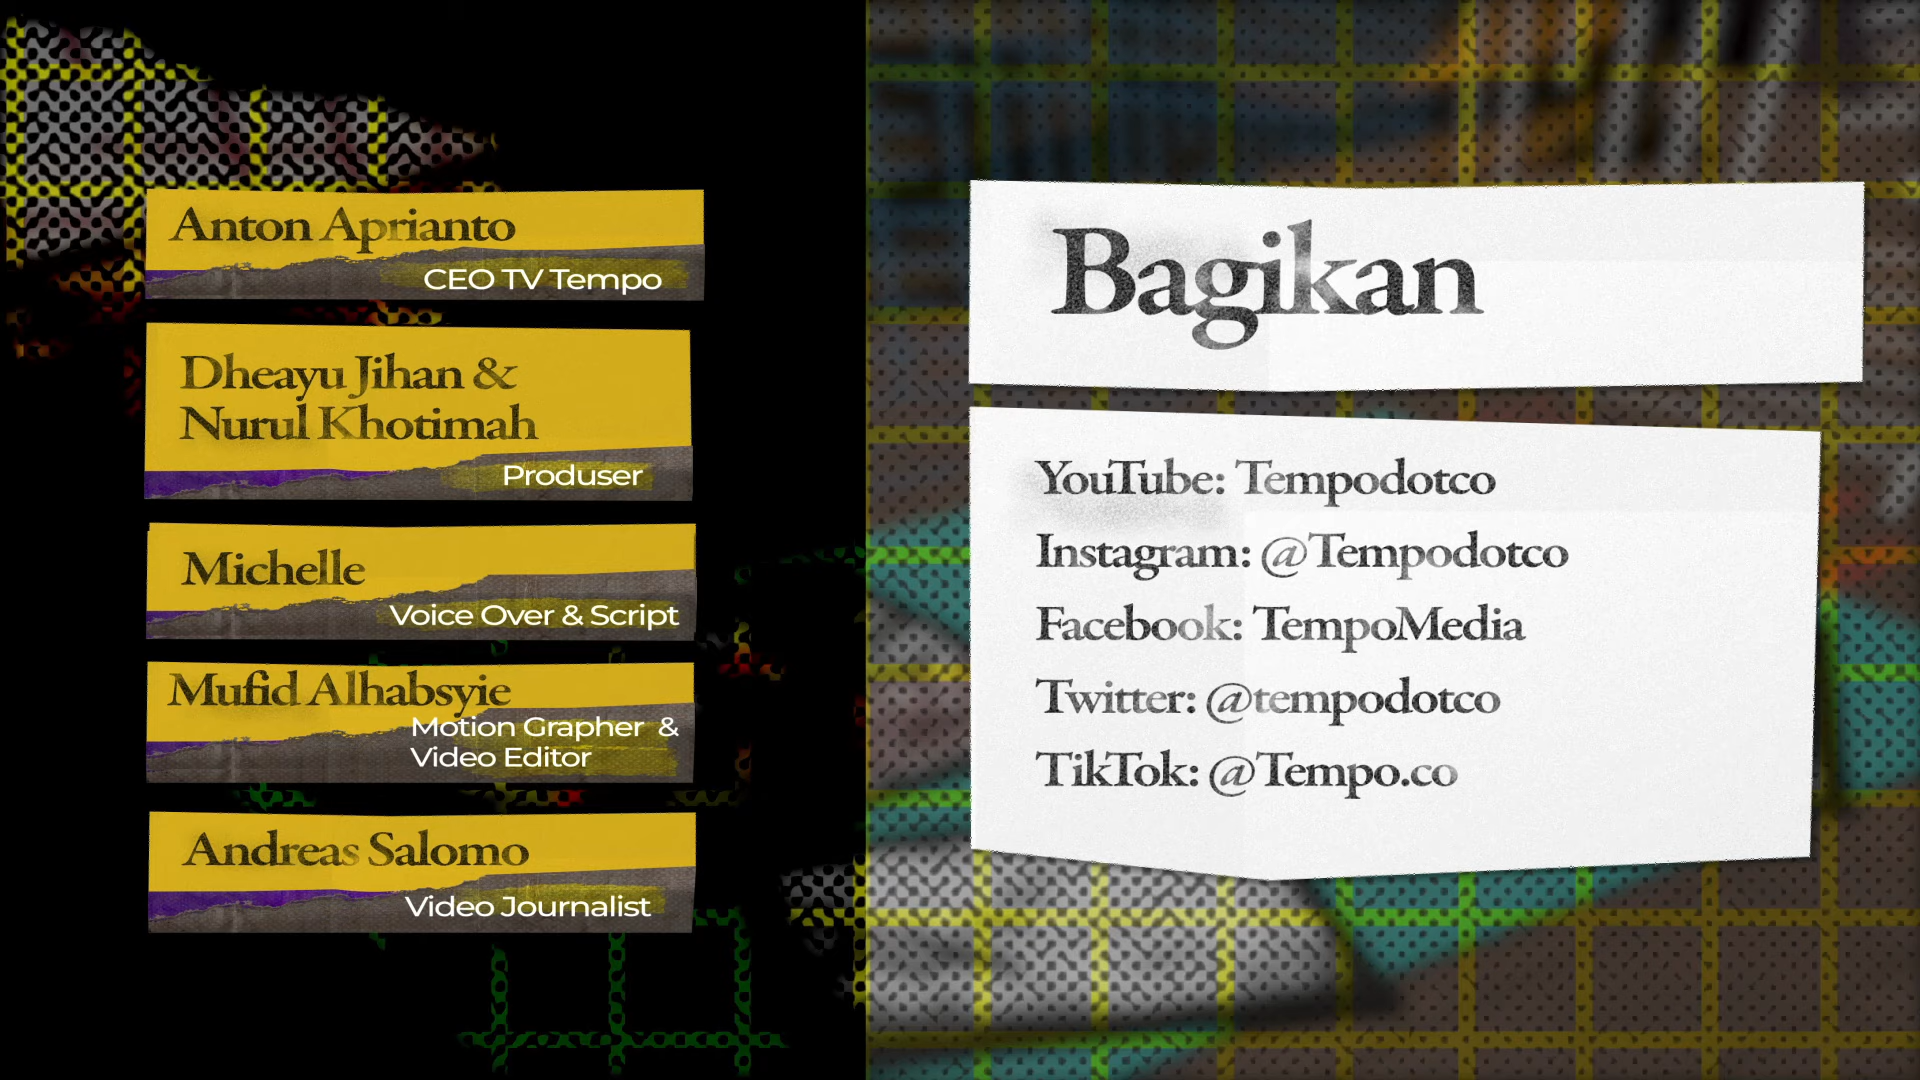 Anton Aprianto
CEO TV Tempo
Dheayu Jihan &
Nurul Khotimah
Produser
Michelle
Voice Over & Script
Mufid Alhabsyie
Motion Grapher &
Video Editor
Andreas Salomo
Video Journalist
Bagikan
YouTube: Tempodotco
Instagram: @Tempodotco
Facebook: TempoMedia
Twitter: @tempodotco
TikTok: @Tempo.co